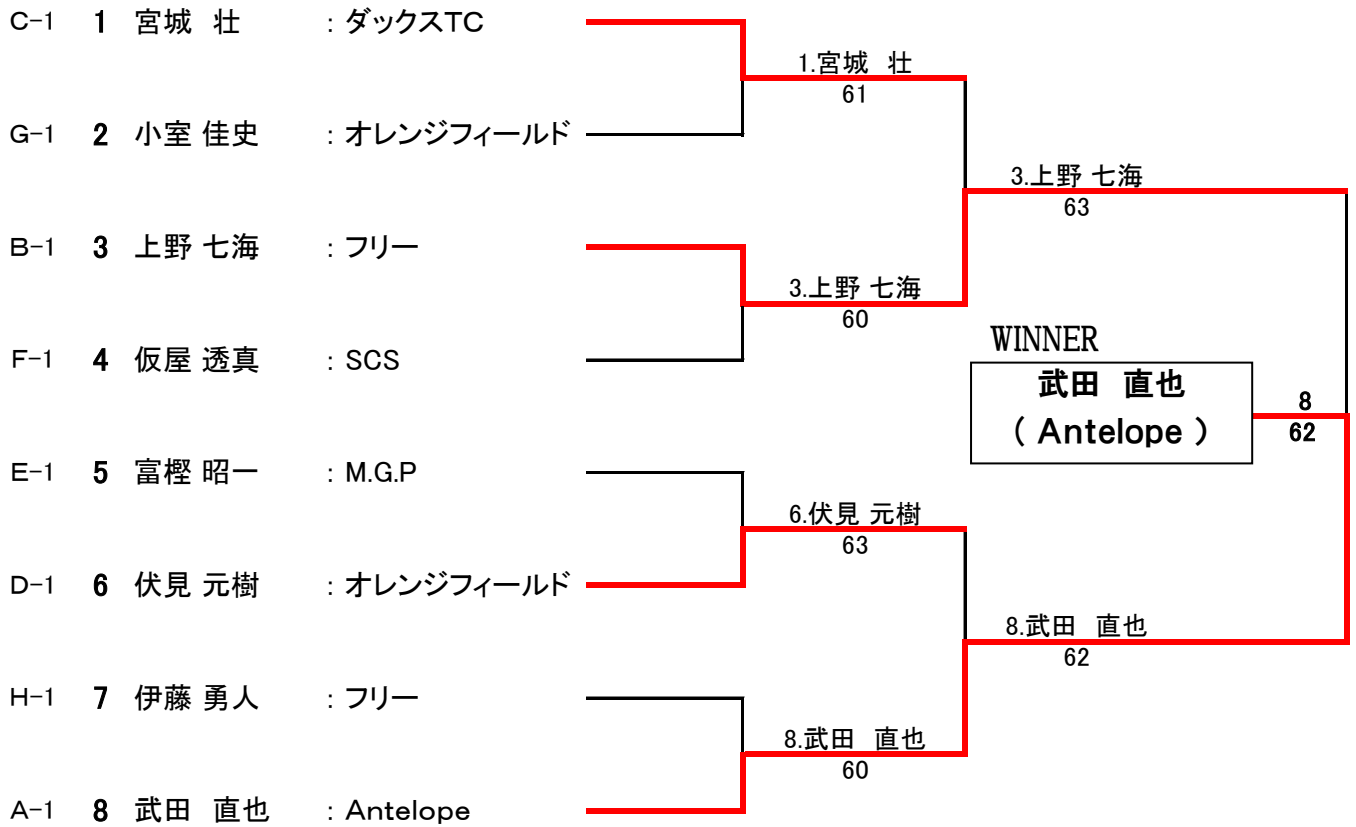 C-1 1 宮城 壮 : ダックスTC
1.宮城 壮
61
G-1 2 小室 佳史 : オレンジフィールド
3.上野 七海
63
B-1 3 上野 七海 : フリー
3.上野 七海
60
WINNER
F-1 4 仮屋 透真 : SCS
武田 直也
( Antelope )
8
62
E-1 5 富樫 昭一 : M.G.P
6.伏見 元樹
63
D-1 6 伏見 元樹 : オレンジフィールド
8.武田 直也
62
H-1 7 伊藤 勇人 : フリー
8.武田 直也
60
A-1 8 武田 直也 : Antelope